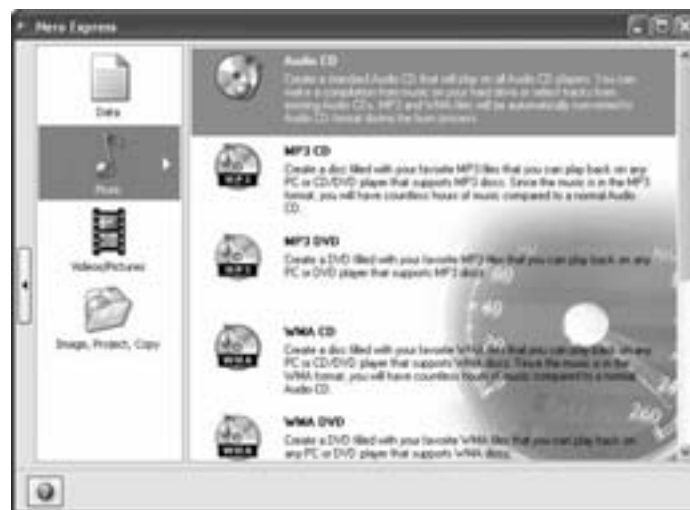 Nero Express
Data
Music
Videos/Pictures
Image, Project, Copy
Audio CD
Create a standard Audio CD that will play on all Audio CD players. You can
make a compilation from music on your hard drive or select tracks from
existing Audio CDs. MP3 and WMA files will be automatically converted to
Audio CD format during the burn process.
MP3
MP3 CD
Create a disc filled with your favorite MP3 files that you can play back on any
PC or CD/DVD player that supports MP3 discs. Since the music is in the MP3
format, you will have countless hours of music compared to a normal Audio
CD.
MP3
MP3 DVD
Create a DVD filled with your favorite MP3 files that you can play back on any
PC or DVD player that supports MP3 discs.
WMA
WMA CD
Create a disc filled with your favorite WMA files that you can play back on any
PC or CD/DVD player that supports WMA discs. Since the music is in the
WMA format, you will have countless hours of music compared to a normal
Audio CD.
WMA
WMA DVD
Create a DVD filled with your favorite WMA files that you can play back on
any PC or DVD player that supports WMA discs.
40
260